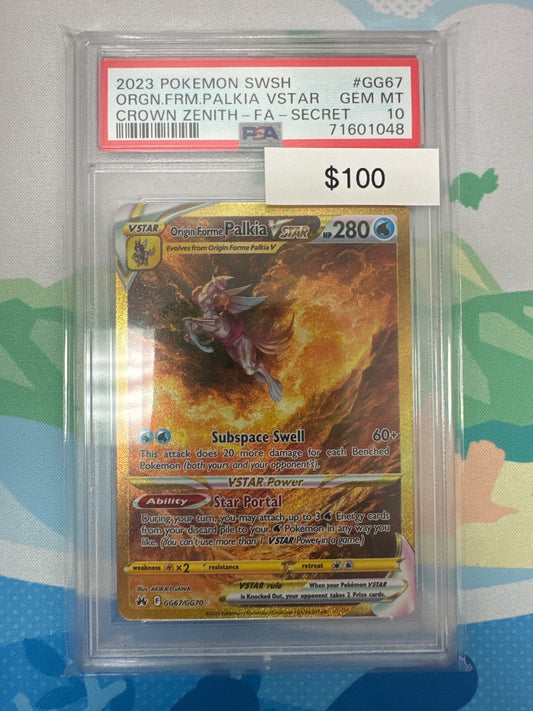 2023 POKEMON SWSH #GG67
ORGN.FRM.PALKIA VSTAR GEM MT
CROWN ZENITH-FA-SECRET 10
PSA 71601048
$100
VSTAR Origin Forme Palkia VSTAR HP 280
Evolves from Origin Forme Palkia V
Subspace Swell 60+
This attack does 20 more damage for each Benched
Pokémon (both yours and your opponent's).
VSTAR Power
Ability Star Portal
During your turn, you may attach up to 3 Energy cards
from your discard pile to your Pokémon in any way you
like. (You can't use more than 1 VSTAR Power in a game.)
weakness ×2 resistance retreat
VSTAR rule When your Pokémon VSTAR
is Knocked Out, your opponent takes 2 Prize cards.
Illus. AKIRA EGAWA
F GG67/GG70